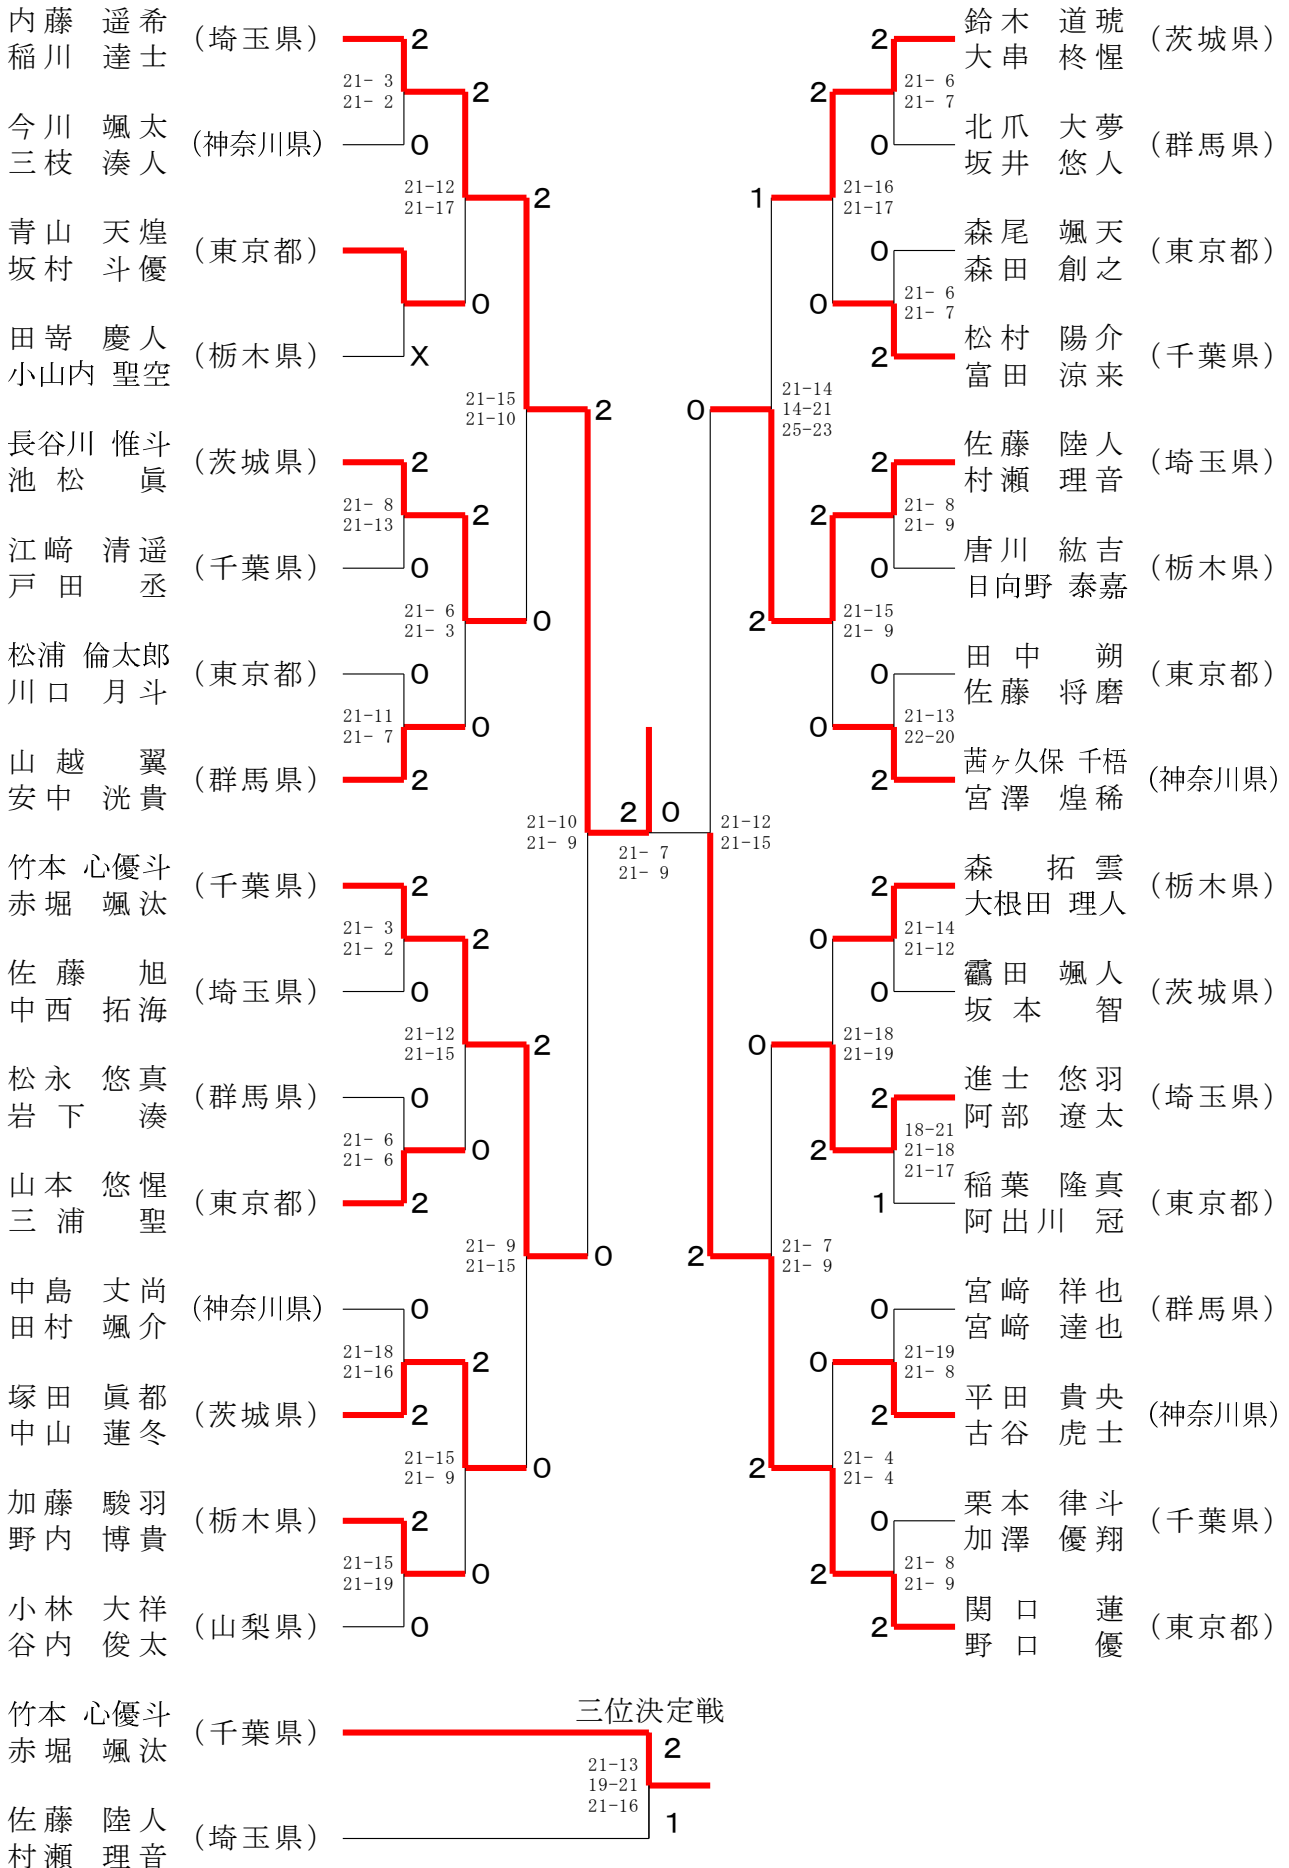 内藤 遥希
稲川 達士
(埼玉県)
2
21- 3
21- 2
2
今川 颯太
三枝 湊人
(神奈川県)
0
21-12
21-17
2
青山 天煌
坂村 斗優
(東京都)
0
田嵜 慶人
小山内 聖空
(栃木県)
X
21-15
21-10
2
長谷川 惟斗
池松 眞
(茨城県)
2
21- 8
21-13
2
江﨑 清遥
戸田 丞
(千葉県)
0
21- 6
21- 3
0
松浦 倫太郎
川口 月斗
(東京都)
0
21-11
21- 7
0
山越 翼
安中 洸貴
(群馬県)
2
21-10
21- 9
2
0
21- 7
21- 9
竹本 心優斗
赤堀 颯汰
(千葉県)
2
21- 3
21- 2
2
佐藤 旭
中西 拓海
(埼玉県)
0
21-12
21-15
2
松永 悠真
岩下 湊
(群馬県)
0
21- 6
21- 6
0
山本 悠惺
三浦 聖
(東京都)
2
21- 9
21-15
0
中島 丈尚
田村 颯介
(神奈川県)
0
21-18
21-16
2
塚田 眞都
中山 蓮冬
(茨城県)
2
21-15
21- 9
0
加藤 駿羽
野内 博貴
(栃木県)
2
21-15
21-19
0
小林 大祥
谷内 俊太
(山梨県)
0
鈴木 道琥
大串 柊惺
(茨城県)
2
21- 6
21- 7
2
北爪 大夢
坂井 悠人
(群馬県)
0
21-16
21-17
1
森尾 颯天
森田 創之
(東京都)
0
21- 6
21- 7
0
松村 陽介
富田 涼来
(千葉県)
2
21-14
14-21
25-23
0
佐藤 陸人
村瀬 理音
(埼玉県)
2
21- 8
21- 9
2
唐川 紘吉
日向野 泰嘉
(栃木県)
0
21-15
21- 9
2
田中 朔
佐藤 将磨
(東京都)
0
21-13
22-20
0
茜ヶ久保 千梧
宮澤 煌稀
(神奈川県)
2
21-12
21-15
森 拓雲
大根田 理人
(栃木県)
2
21-14
21-12
0
靍田 颯人
坂本 智
(茨城県)
0
21-18
21-19
0
進士 悠羽
阿部 遼太
(埼玉県)
2
18-21
21-18
21-17
2
稲葉 隆真
阿出川 冠
(東京都)
1
21- 7
21- 9
2
宮﨑 祥也
宮﨑 達也
(群馬県)
0
21-19
21- 8
0
平田 貴央
古谷 虎士
(神奈川県)
2
21- 4
21- 4
2
栗本 律斗
加澤 優翔
(千葉県)
0
21- 8
21- 9
2
関口 蓮
野口 優
(東京都)
2
三位決定戦
竹本 心優斗
赤堀 颯汰
(千葉県)
2
21-13
19-21
21-16
佐藤 陸人
村瀬 理音
(埼玉県)
1